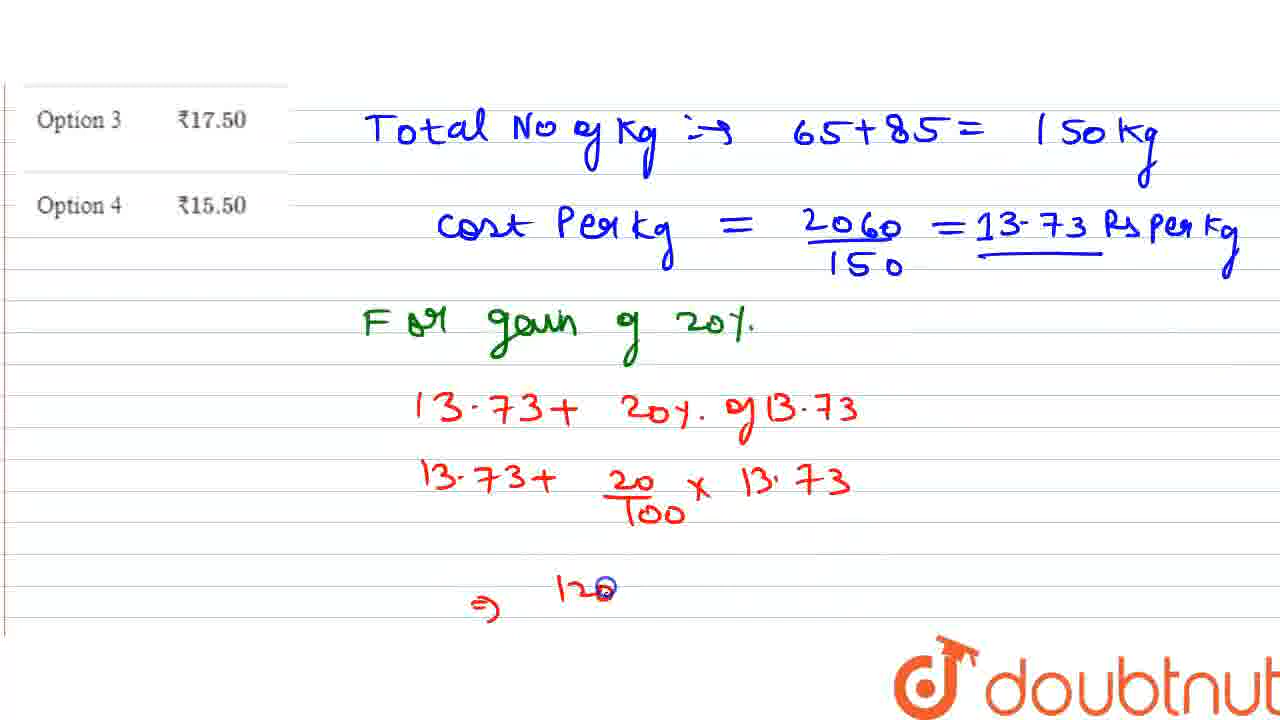 Option 3 ₹17.50
Option 4 ₹15.50
Total No of Kg :→ 65+85 = 150 kg
Cost Per Kg = 2060/150 = 13.73 Rs per Kg
For gain of 20%.
13.73 + 20%. of 13.73
13.73 + 20/100 × 13.73
⇒ 120
doubtnut